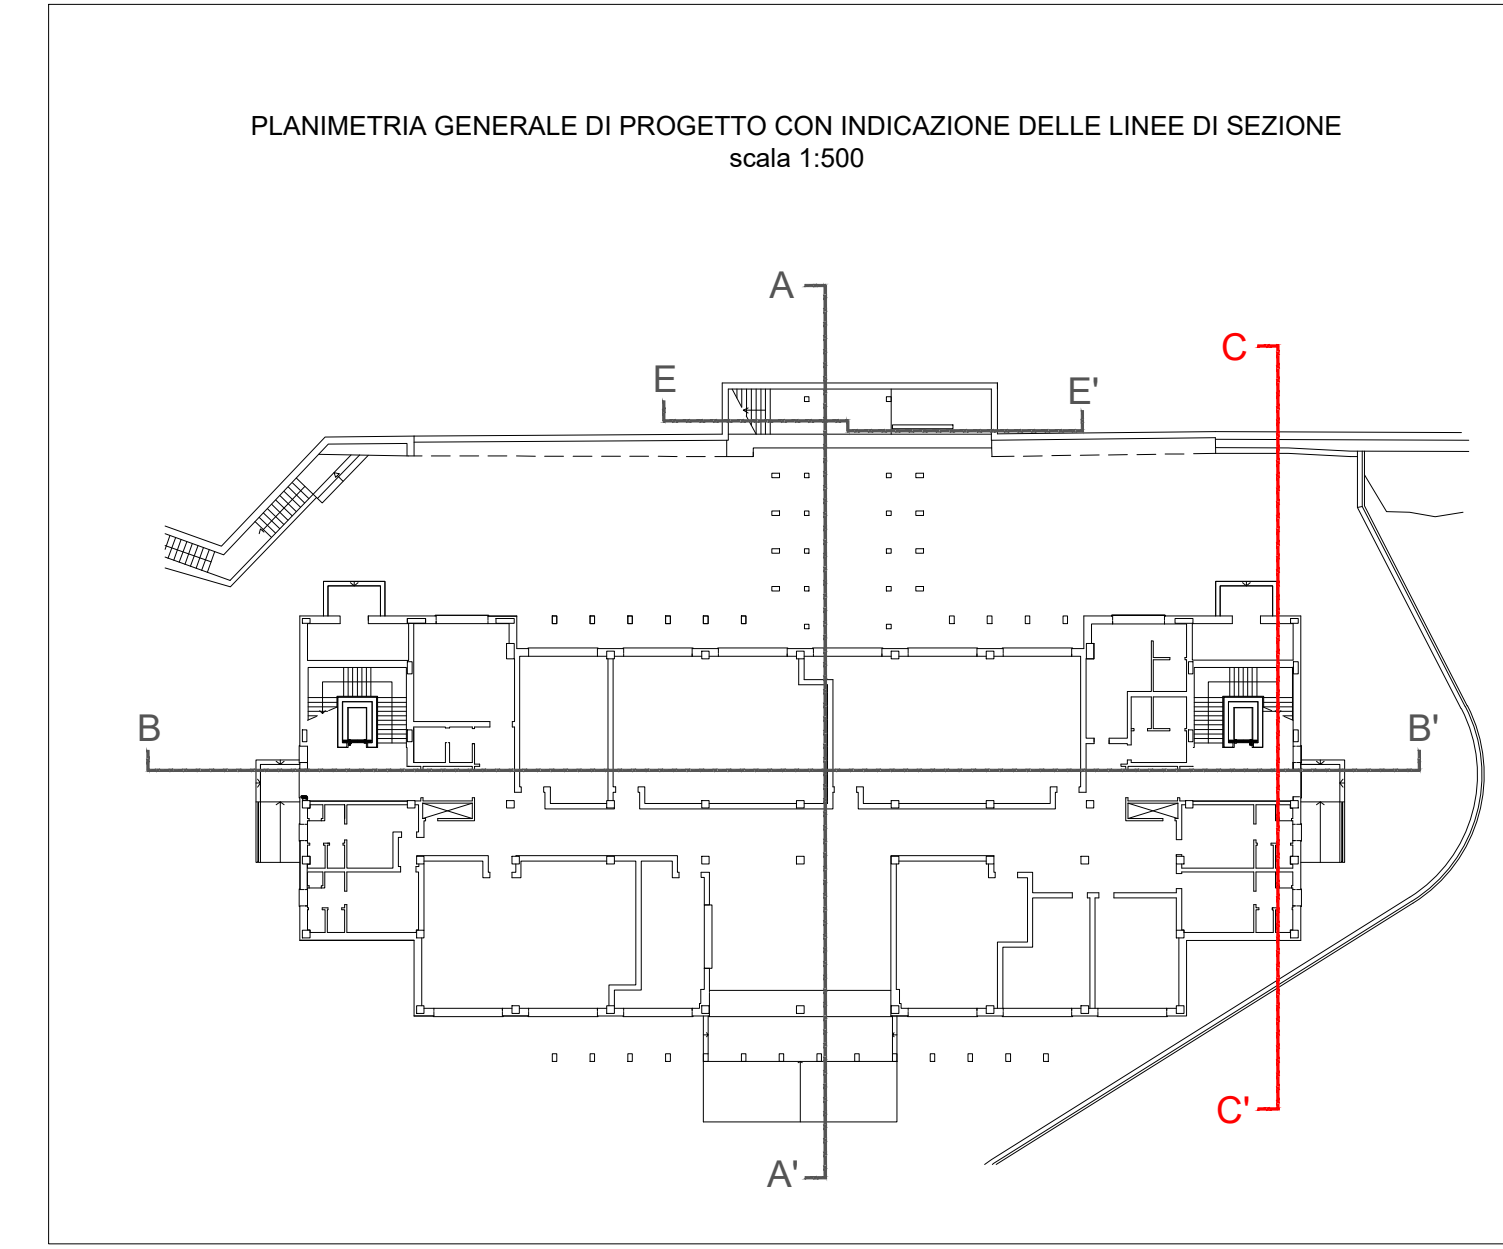 PLANIMETRIA GENERALE DI PROGETTO CON INDICAZIONE DELLE LINEE DI SEZIONE
scala 1:500
A
C
E
E'
B
B'
C'
A'